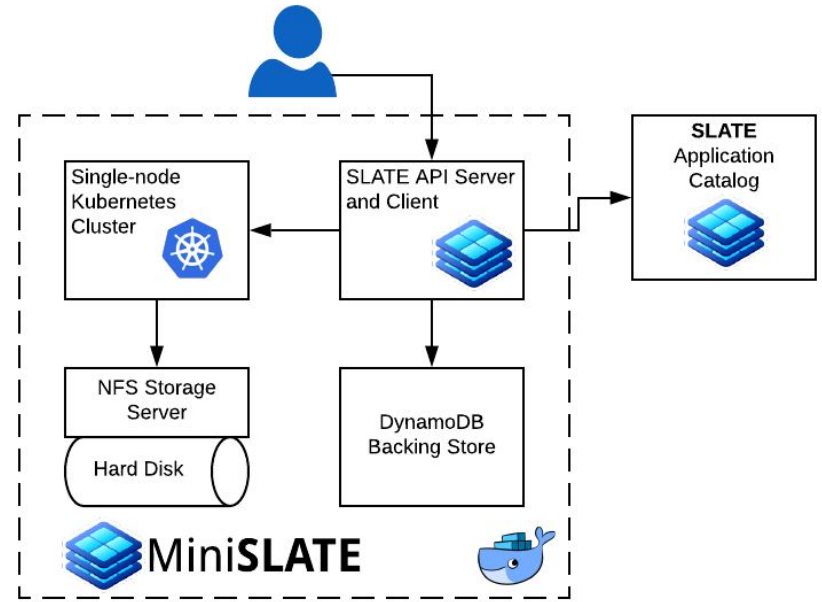 Single-node
Kubernetes
Cluster
SLATE API Server
and Client
SLATE
Application
Catalog
NFS Storage
Server
Hard Disk
DynamoDB
Backing Store
MiniSLATE